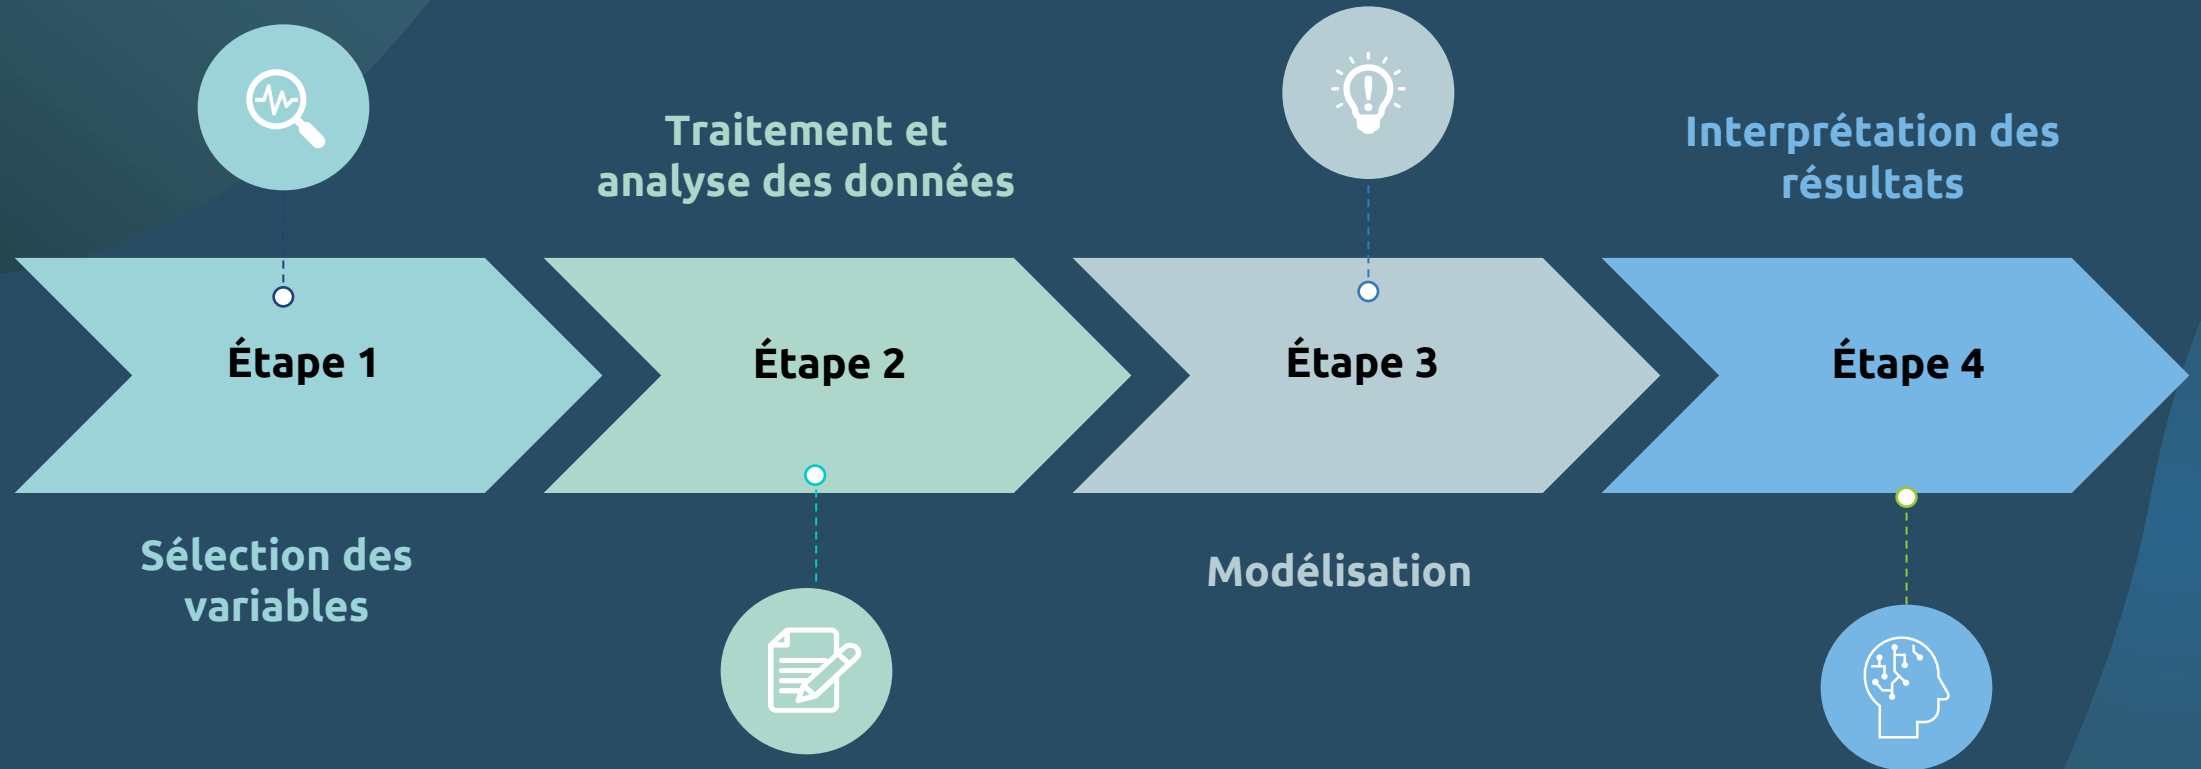 Étape 1
Sélection des
variables
Traitement et
analyse des données
Étape 2
Étape 3
Modélisation
Interprétation des
résultats
Étape 4